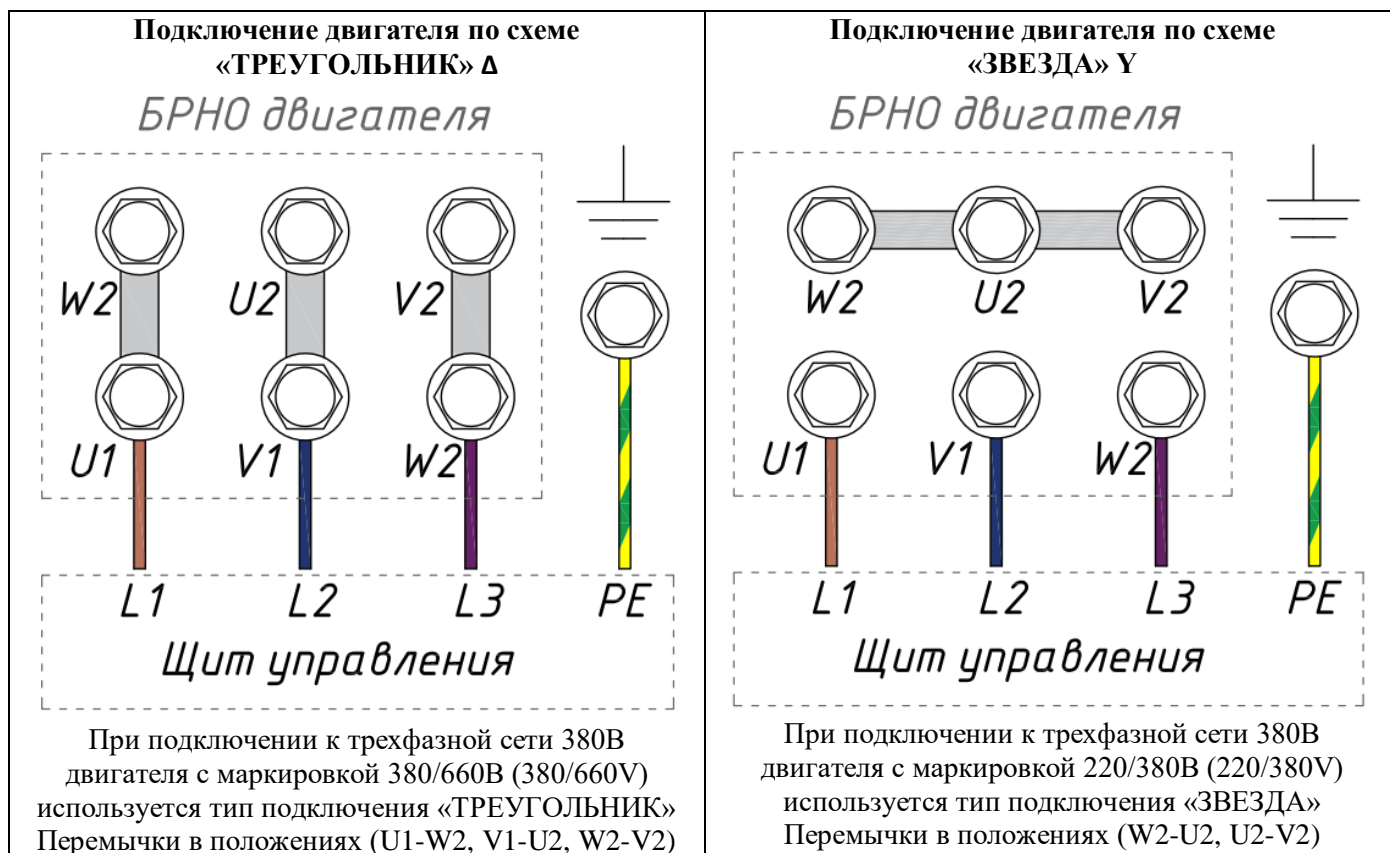 Подключение двигателя по схеме
«ТРЕУГОЛЬНИК» Δ
БРНО двигателя
W2 U2 V2
U1 V1 W2
L1 L2 L3 PE
Щит управления
При подключении к трехфазной сети 380В
двигателя с маркировкой 380/660В (380/660V)
используется тип подключения «ТРЕУГОЛЬНИК»
Перемычки в положениях (U1-W2, V1-U2, W2-V2)
Подключение двигателя по схеме
«ЗВЕЗДА» Y
БРНО двигателя
W2 U2 V2
U1 V1 W2
L1 L2 L3 PE
Щит управления
При подключении к трехфазной сети 380В
двигателя с маркировкой 220/380В (220/380V)
используется тип подключения «ЗВЕЗДА»
Перемычки в положениях (W2-U2, U2-V2)